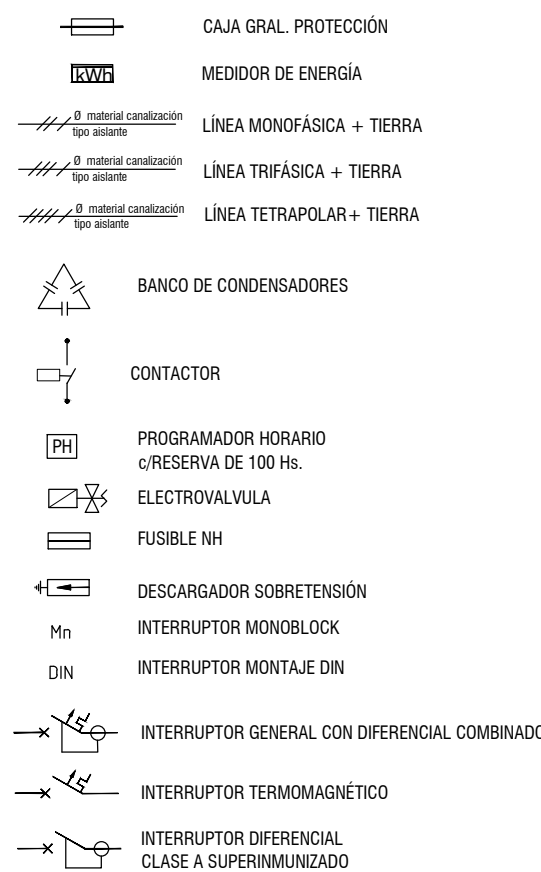 CAJA GRAL. PROTECCIÓN
kWh MEDIDOR DE ENERGÍA
Ø material canalización
tipo aislante
LÍNEA MONOFÁSICA + TIERRA
Ø material canalización
tipo aislante
LÍNEA TRIFÁSICA + TIERRA
Ø material canalización
tipo aislante
LÍNEA TETRAPOLAR+ TIERRA
BANCO DE CONDENSADORES
CONTACTOR
PH PROGRAMADOR HORARIO
c/RESERVA DE 100 Hs.
ELECTROVALVULA
FUSIBLE NH
DESCARGADOR SOBRETENSIÓN
Mn INTERRUPTOR MONOBLOCK
DIN INTERRUPTOR MONTAJE DIN
INTERRUPTOR GENERAL CON DIFERENCIAL COMBINADO
INTERRUPTOR TERMOMAGNÉTICO
INTERRUPTOR DIFERENCIAL
CLASE A SUPERINMUNIZADO